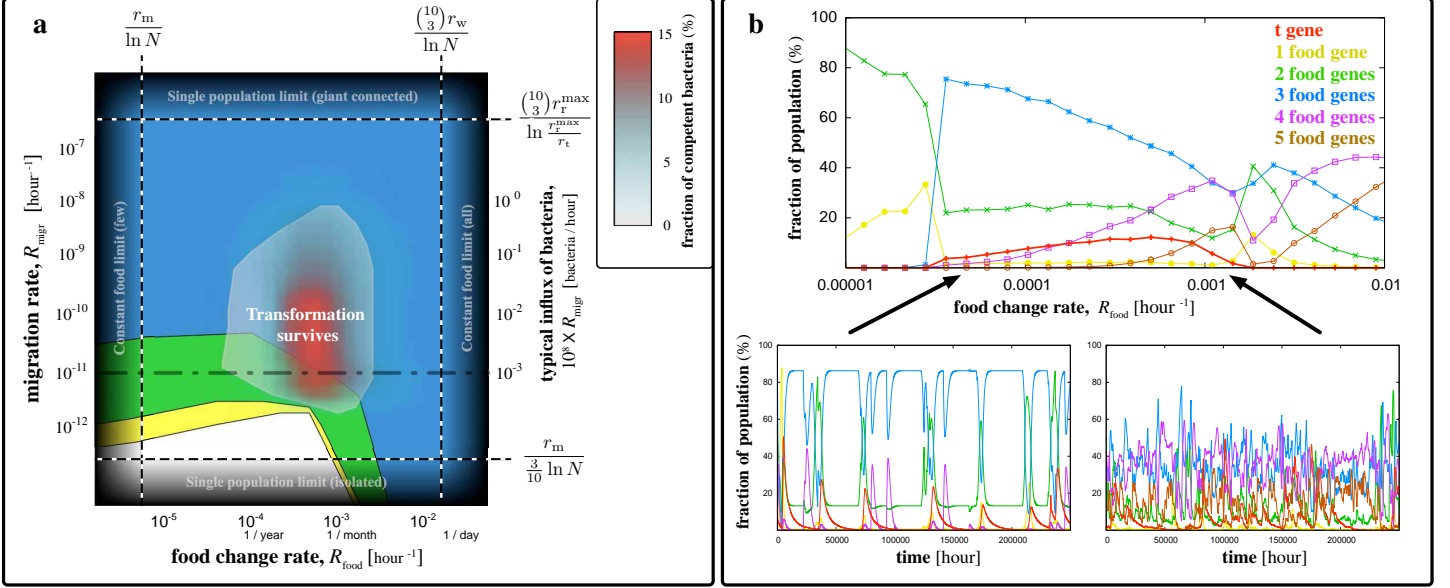 a
r_m / ln N
(10 3) r_w / ln N
Single population limit (giant connected)
(10 3) r_r^max / ln r_r^max / r_t
Constant food limit (few)
Constant food limit (all)
Transformation
survives
Single population limit (isolated)
r_m / 3/10 ln N
migration rate, R_migr [hour^-1]
10^-7
10^-8
10^-9
10^-10
10^-11
10^-12
10^0
10^-1
10^-2
10^-3
typical influx of bacteria,
10^8 X R_migr [bacteria / hour]
10^-5 10^-4 10^-3 10^-2
1 / year 1 / month 1 / day
food change rate, R_food [hour^-1]
15
10
5
0
fraction of competent bacteria (%)
b
fraction of population
(%)
100
80
60
40
20
t gene
1 food gene
2 food genes
3 food genes
4 food genes
5 food genes
0.00001 0.0001 0.001 0.01
food change rate, R_food [hour^-1]
fraction of population (%)
100
80
60
40
20
0 50000 100000 150000 200000
time [hour]
100
80
60
40
20
0 50000 100000 150000 200000
time [hour]